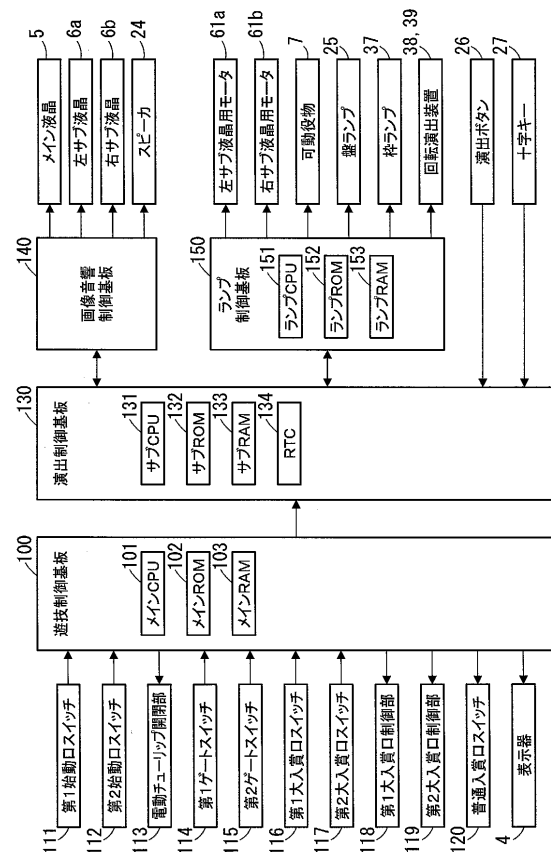 111
第1始動口スイッチ
112
第2始動口スイッチ
113
電動チューリップ開閉部
114
第1ゲートスイッチ
115
第2ゲートスイッチ
116
第1大入賞口スイッチ
117
第2大入賞口スイッチ
118
第1大入賞口制御部
119
第2大入賞口制御部
120
普通入賞口スイッチ
4
表示器
100
遊技制御基板
101
メインCPU
102
メインROM
103
メインRAM
130
演出制御基板
131
サブCPU
132
サブROM
133
サブRAM
134
RTC
140
画像音響
制御基板
150
ランプ
制御基板
151
ランプCPU
152
ランプROM
153
ランプRAM
5
メイン液晶
6a
左サブ液晶
6b
右サブ液晶
24
スピーカ
61a
左サブ液晶用モータ
61b
右サブ液晶用モータ
7
可動役物
25
盤ランプ
37
枠ランプ
38, 39
回転演出装置
26
演出ボタン
27
十字キー